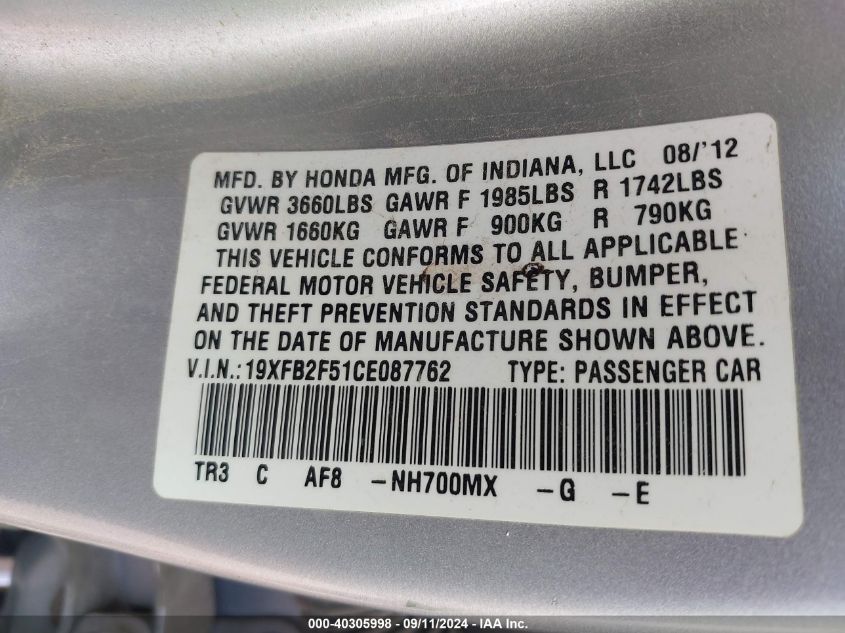 MFD. BY HONDA MFG. OF INDIANA, LLC 08/'12
GVWR 3660LBS GAWR F 1985LBS R 1742LBS
GVWR 1660KG GAWR F 900KG R 790KG
THIS VEHICLE CONFORMS TO ALL APPLICABLE
FEDERAL MOTOR VEHICLE SAFETY, BUMPER,
AND THEFT PREVENTION STANDARDS IN EFFECT
ON THE DATE OF MANUFACTURE SHOWN ABOVE.
V.I.N.:19XFB2F51CE087762 TYPE: PASSENGER CAR
TR3 C AF8 -NH700MX -G -E
000-40305998 - 09/11/2024 - IAAI Inc.